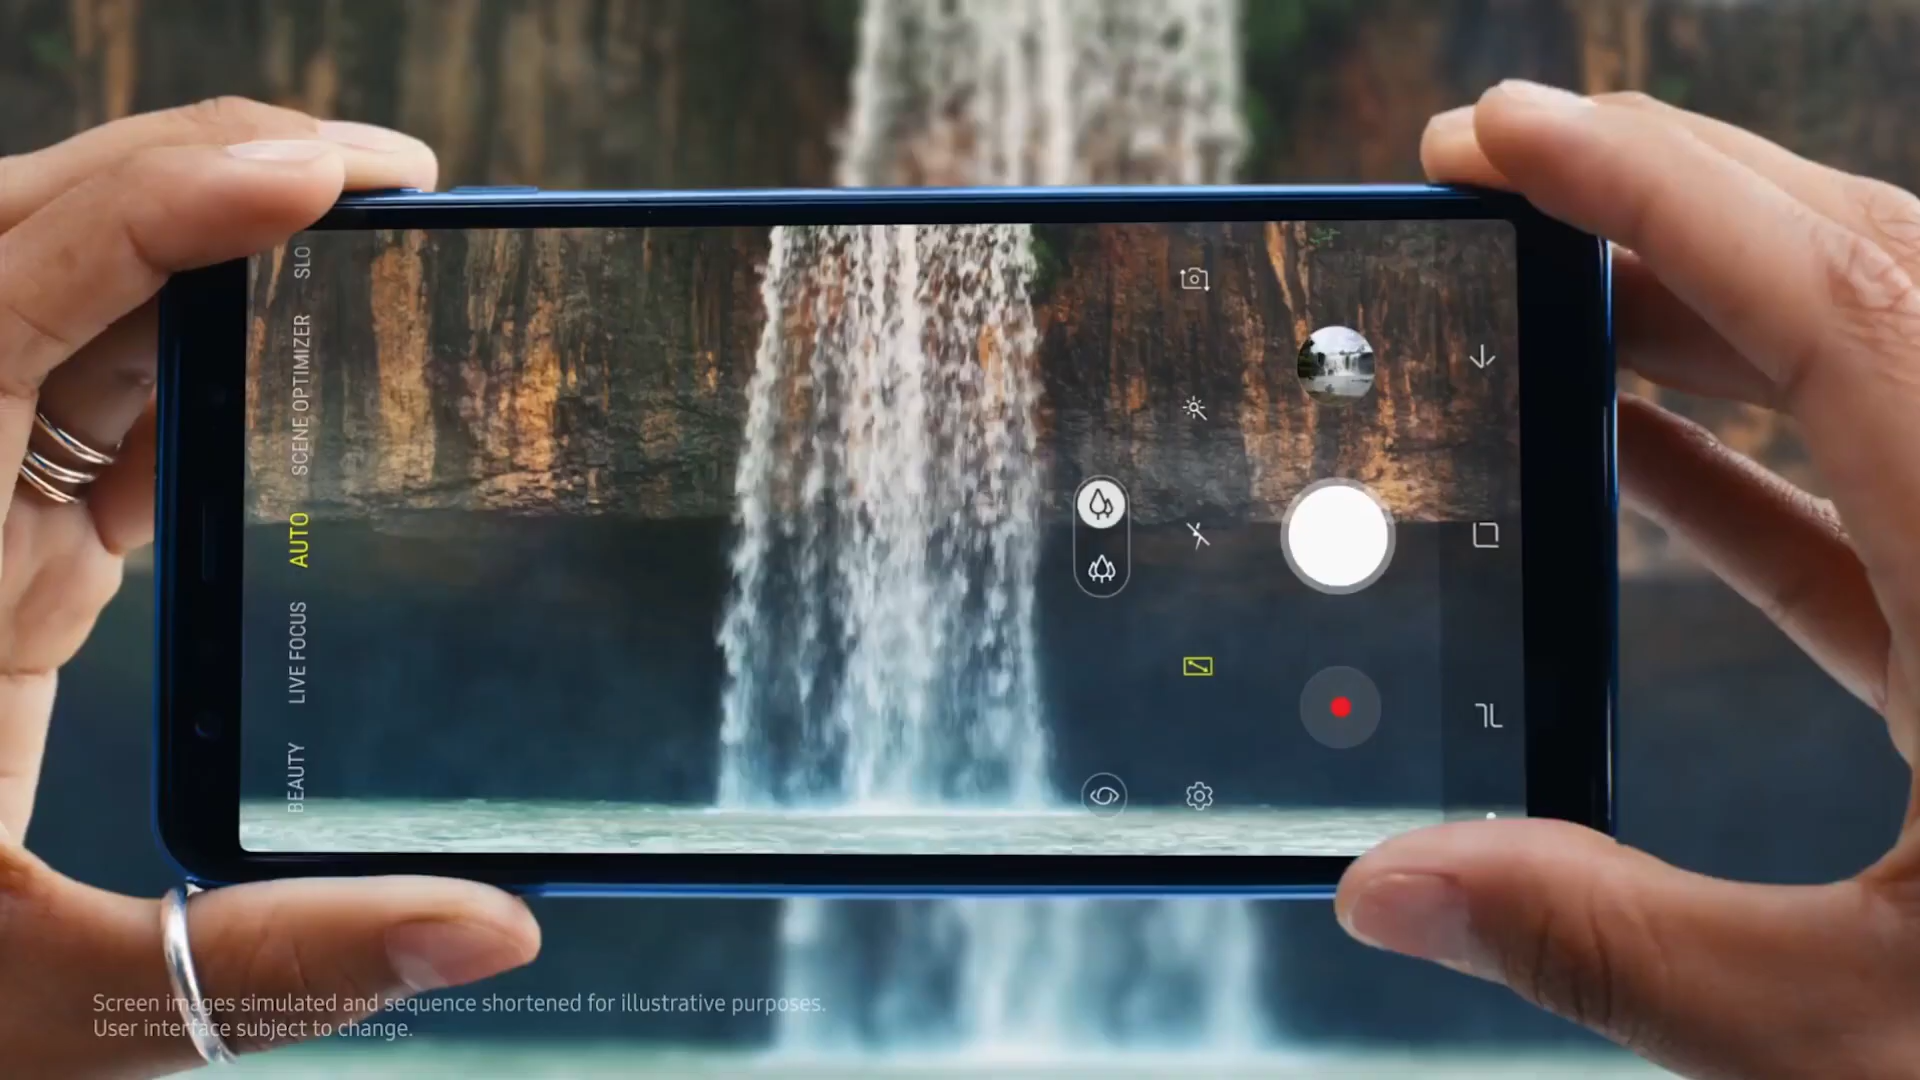 SLO
SCENE OPTIMIZER
AUTO
LIVE FOCUS
BEAUTY
Screen images simulated and sequence shortened for illustrative purposes.
User interface subject to change.